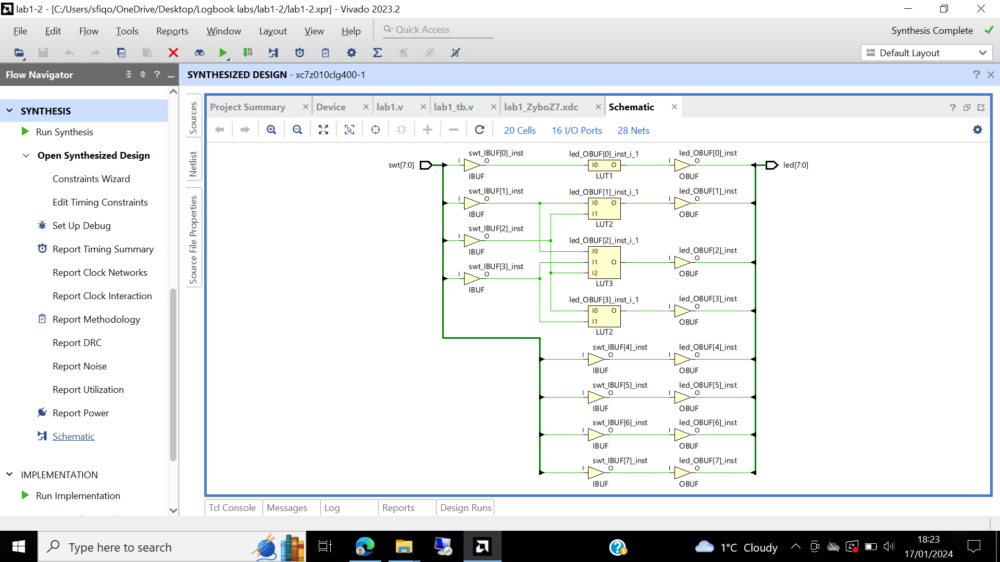 lab1-2 - [C:/Users/sfiqo/OneDrive/Desktop/Logbook labs/lab1-2/lab1-2.xpr] - Vivado 2023.2
File Edit Flow Tools Reports Window Layout View Help Quick Access
Synthesis Complete
Default Layout
Flow Navigator
SYNTHESIZED DESIGN - xc7z010clg400-1
SYNTHESIS
Run Synthesis
Open Synthesized Design
Constraints Wizard
Edit Timing Constraints
Set Up Debug
Report Timing Summary
Report Clock Networks
Report Clock Interaction
Report Methodology
Report DRC
Report Noise
Report Utilization
Report Power
Schematic
IMPLEMENTATION
Run Implementation
Sources
Netlist
Source File Properties
Project Summary Device lab1.v lab1_tb.v lab1_ZyboZ7.xdc Schematic
20 Cells 16 I/O Ports 28 Nets
swt_IBUF[0]_inst led_OBUF[0]_inst_i_1 led_OBUF[0]_inst
swt[7:0] I O I0 O I O led[7:0]
IBUF LUT1 OBUF
swt_IBUF[1]_inst led_OBUF[1]_inst_i_1 led_OBUF[1]_inst
I O I0 O I O
IBUF I1 OBUF
LUT2
swt_IBUF[2]_inst
I O
IBUF
led_OBUF[2]_inst_i_1 led_OBUF[2]_inst
I0 I O
I1 O
I2 OBUF
LUT3
swt_IBUF[3]_inst
I O
IBUF
led_OBUF[3]_inst_i_1 led_OBUF[3]_inst
I0 O I O
I1 OBUF
LUT2
swt_IBUF[4]_inst led_OBUF[4]_inst
I O I O
IBUF OBUF
swt_IBUF[5]_inst led_OBUF[5]_inst
I O I O
IBUF OBUF
swt_IBUF[6]_inst led_OBUF[6]_inst
I O I O
IBUF OBUF
swt_IBUF[7]_inst led_OBUF[7]_inst
I O I O
IBUF OBUF
Tcl Console Messages Log Reports Design Runs
Type here to search
1°C Cloudy
18:23
17/01/2024